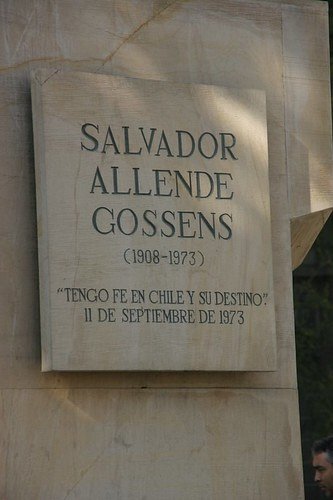 SALVADOR
ALLENDE
GOSSENS
(1908-1973)
"TENGO FE EN CHILE Y SU DESTINO".
11 DE SEPTIEMBRE DE 1973